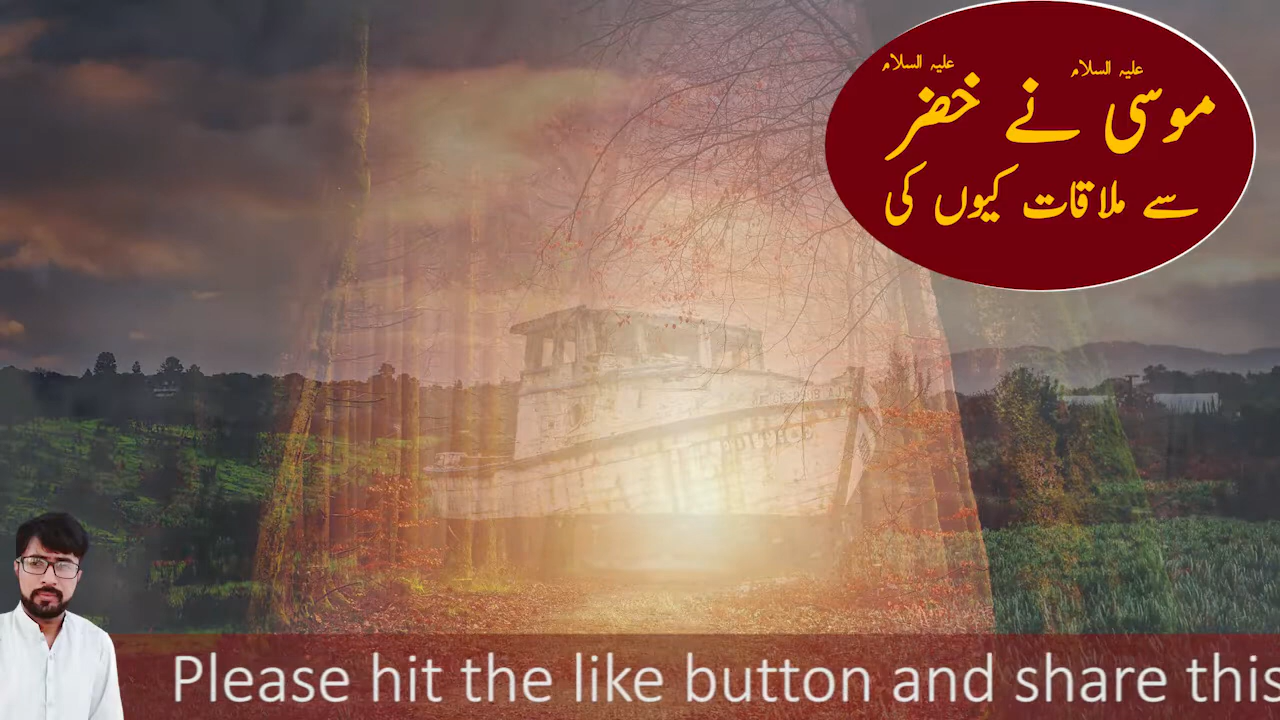 علیہ السلام علیہ السلام
موسی نے خضر
سے ملاقات کیوں کی
Please hit the like button and share this